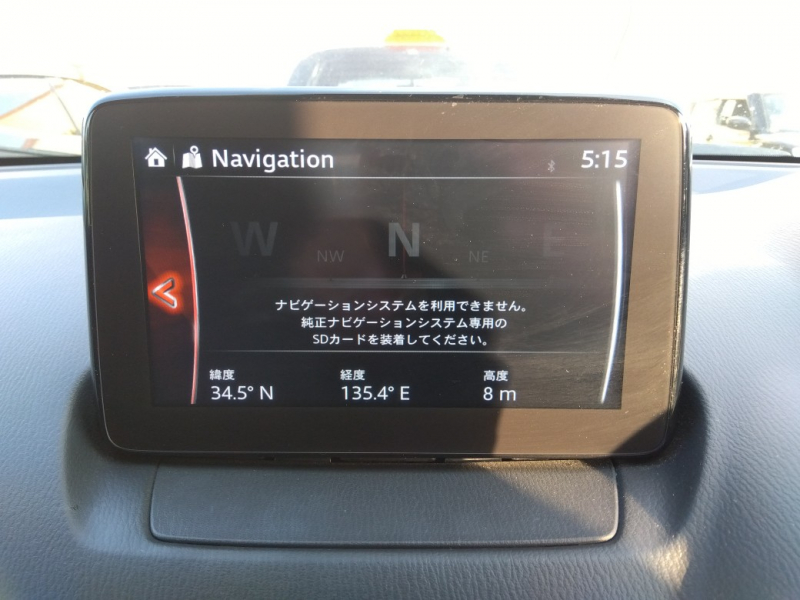 Navigation
5:15
W NW N NE E
ナビゲーションシステムを利用できません。
純正ナビゲーションシステム専用の
SDカードを装着してください。
緯度 経度 高度
34.5° N 135.4° E 8 m